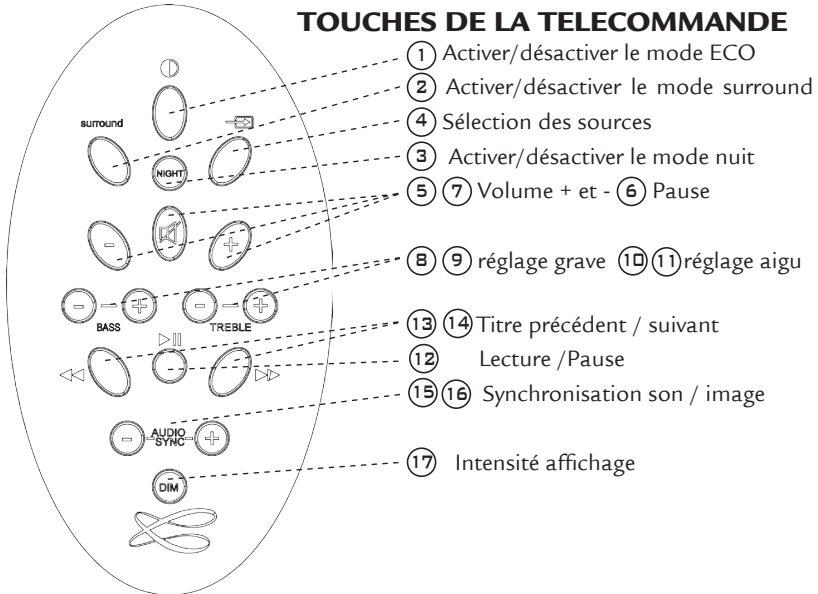 TOUCHES DE LA TELECOMMANDE
1 Activer/désactiver le mode ECO
2 Activer/désactiver le mode surround
surround
4 Sélection des sources
NIGHT
3 Activer/désactiver le mode nuit
5 7 Volume + et - 6 Pause
- +
8 9 réglage grave 10 11 réglage aigu
- + - +
BASS TREBLE
13 14 Titre précédent / suivant
12 Lecture /Pause
15 16 Synchronisation son / image
- AUDIO SYNC +
17 Intensité affichage
DIM